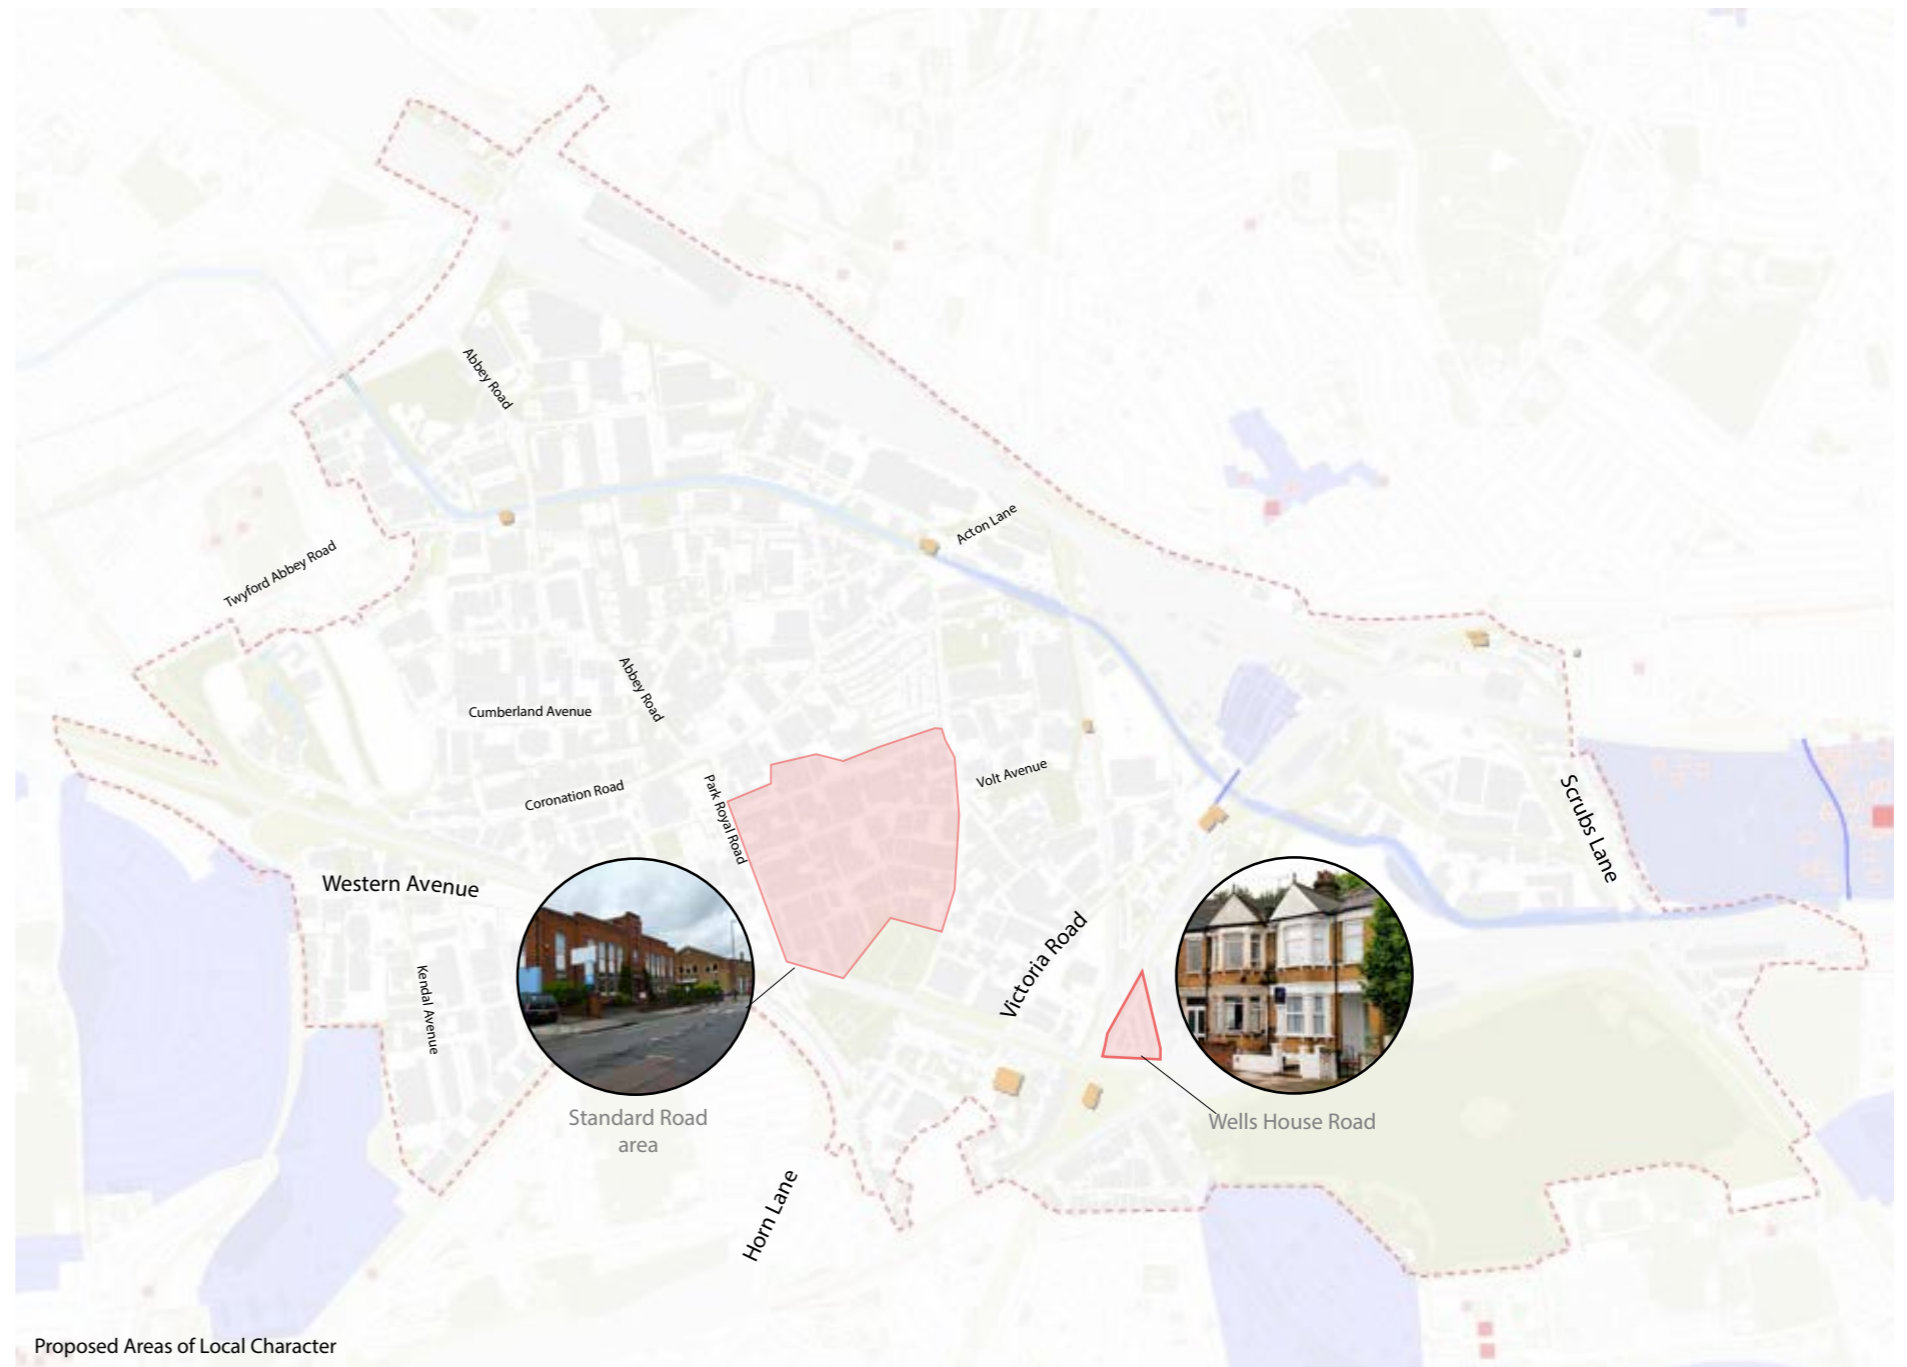 Abbey Road
Acton Lane
Twyford Abbey Road
Abbey Road
Cumberland Avenue
Volt Avenue
Coronation Road
Park Royal Road
Scrubs Lane
Western Avenue
Victoria Road
Kendal Avenue
Standard Road
area
Wells House Road
Horn Lane
Proposed Areas of Local Character